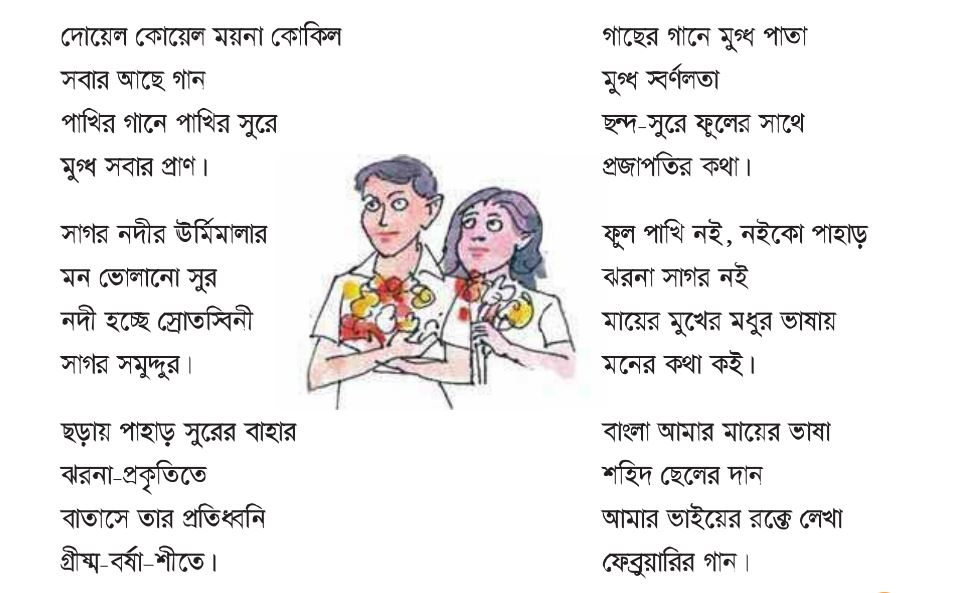 দোয়েল কোয়েল ময়না কোকিল
সবার আছে গান
পাখির গানে পাখির সুরে
মুগ্ধ সবার প্রাণ।
সাগর নদীর ঊর্মিমালার
মন ভোলানো সুর
নদী হচ্ছে স্রোতস্বিনী
সাগর সমুদ্দুর।
ছড়ায় পাহাড় সুরের বাহার
ঝরনা-প্রকৃতিতে
বাতাসে তার প্রতিধ্বনি
গ্রীষ্ম-বর্ষা-শীতে।
গাছের গানে মুগ্ধ পাতা
মুগ্ধ স্বর্ণলতা
ছন্দ-সুরে ফুলের সাথে
প্রজাপতির কথা।
ফুল পাখি নই, নইকো পাহাড়
ঝরনা সাগর নই
মায়ের মুখের মধুর ভাষায়
মনের কথা কই।
বাংলা আমার মায়ের ভাষা
শহিদ ছেলের দান
আমার ভাইয়ের রক্তে লেখা
ফেব্রুয়ারির গান।